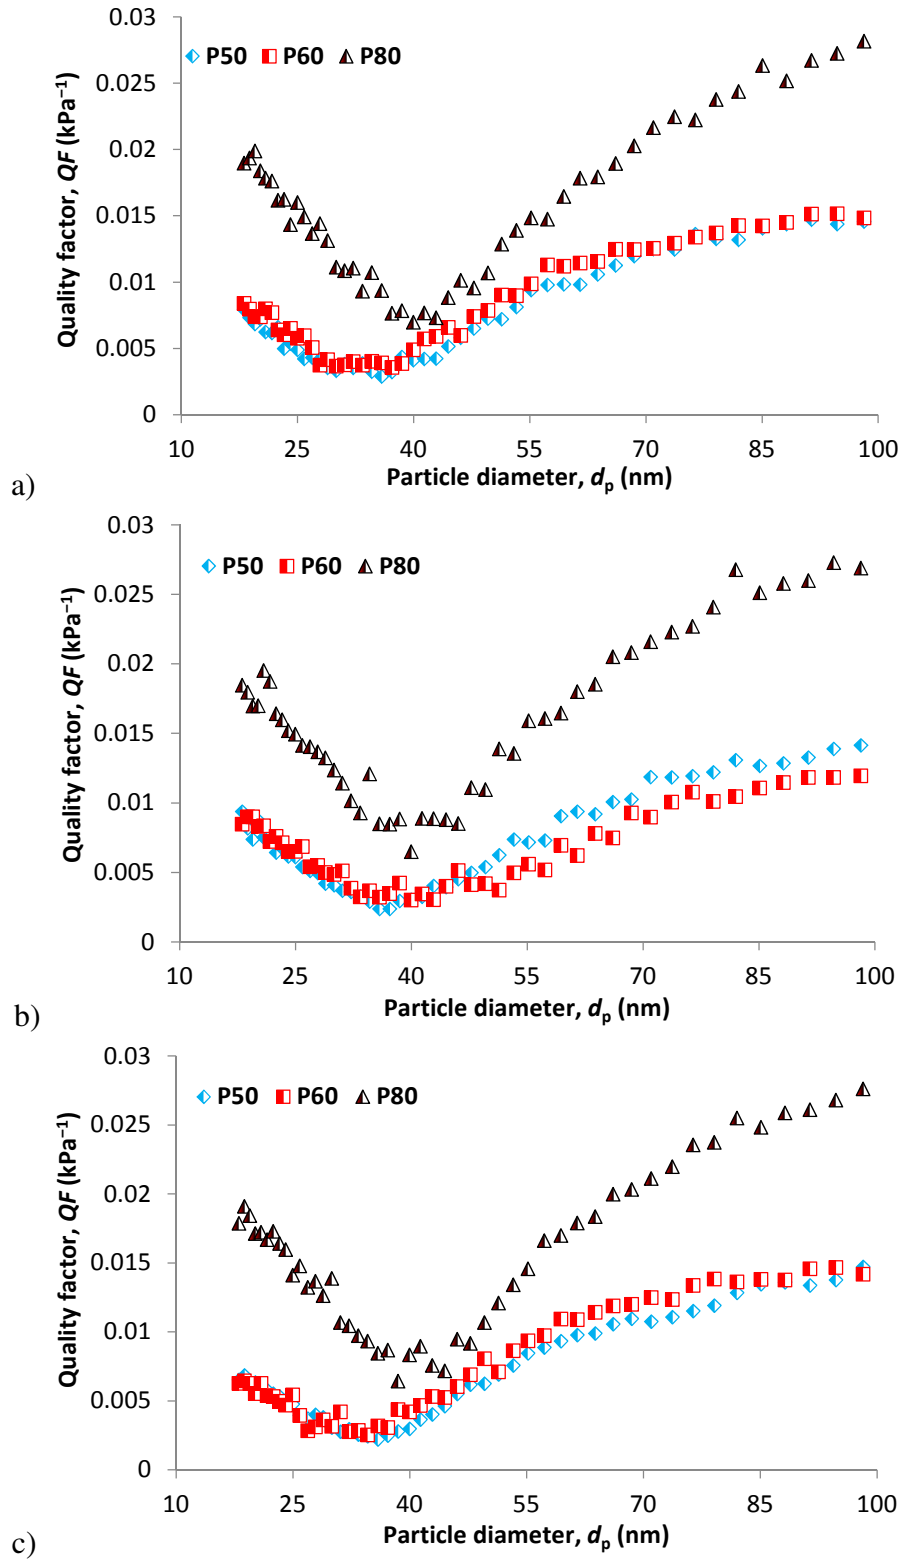 0.03
P50 P60 P80
0.025
0.02
0.015
0.01
0.005
0
Quality factor, QF (kPa⁻¹)
10 25 40 55 70 85 100
Particle diameter, dp (nm)
a)
0.03
P50 P60 P80
0.025
0.02
0.015
0.01
0.005
0
Quality factor, QF (kPa⁻¹)
10 25 40 55 70 85 100
Particle diameter, dp (nm)
b)
0.03
P50 P60 P80
0.025
0.02
0.015
0.01
0.005
0
Quality factor, QF (kPa⁻¹)
10 25 40 55 70 85 100
Particle diameter, dp (nm)
c)